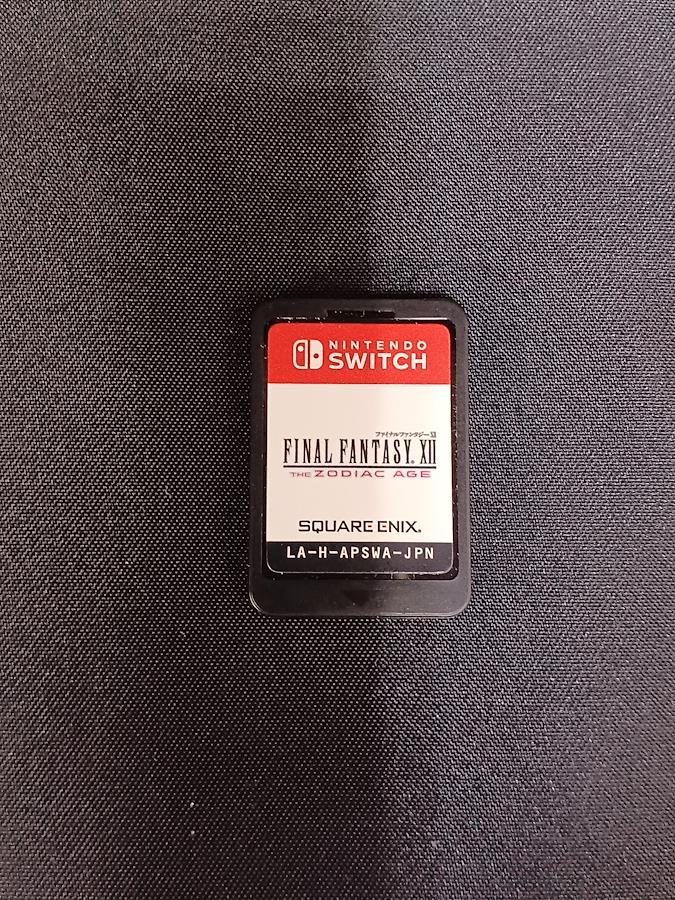 NINTENDO
SWITCH
ファイナルファンタジーXII
FINAL FANTASY® XII
THE ZODIAC AGE
SQUARE ENIX®
LA-H-APSWA-JPN